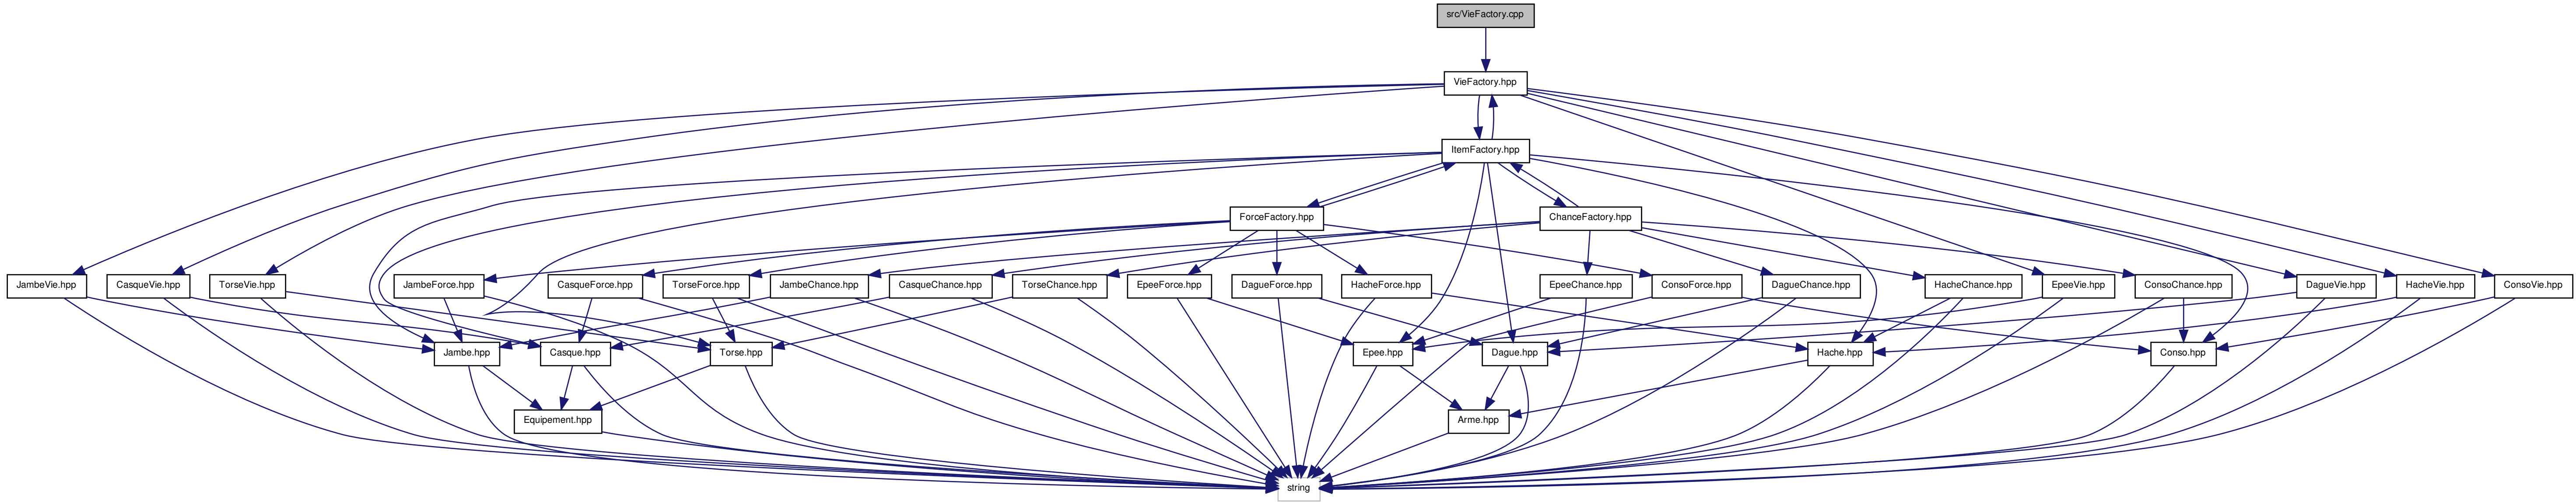 src/VieFactory.cpp
VieFactory.hpp
ItemFactory.hpp
ForceFactory.hpp
ChanceFactory.hpp
JambeVie.hpp
CasqueVie.hpp
TorseVie.hpp
JambeForce.hpp
CasqueForce.hpp
TorseForce.hpp
JambeChance.hpp
CasqueChance.hpp
TorseChance.hpp
EpeeForce.hpp
DagueForce.hpp
HacheForce.hpp
EpeeChance.hpp
ConsoForce.hpp
DagueChance.hpp
HacheChance.hpp
EpeeVie.hpp
ConsoChance.hpp
DagueVie.hpp
HacheVie.hpp
ConsoVie.hpp
Jambe.hpp
Casque.hpp
Torse.hpp
Epee.hpp
Dague.hpp
Hache.hpp
Conso.hpp
Equipement.hpp
Arme.hpp
string